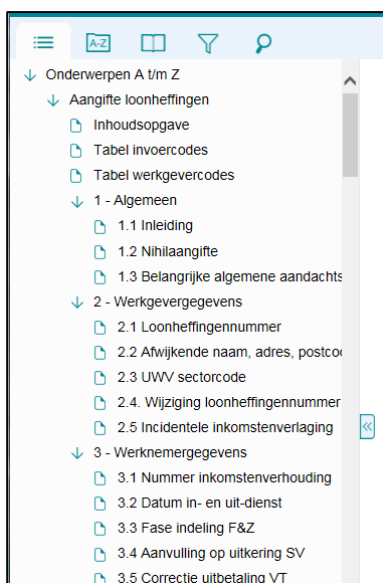 A-Z
Onderwerpen A t/m Z
Aangifte loonheffingen
Inhoudsopgave
Tabel invoercodes
Tabel werkgevercodes
1 - Algemeen
1.1 Inleiding
1.2 Nihilaangifte
1.3 Belangrijke algemene aandachts
2 - Werkgevergegevens
2.1 Loonheffingennummer
2.2 Afwijkende naam, adres, postco
2.3 UWV sectorcode
2.4. Wijziging loonheffingennummer
2.5 Incidentele inkomstenverlaging
3 - Werknemergegevens
3.1 Nummer inkomstenverhouding
3.2 Datum in- en uit-dienst
3.3 Fase indeling F&Z
3.4 Aanvulling op uitkering SV
3.5 Correctie uitbetaling VT